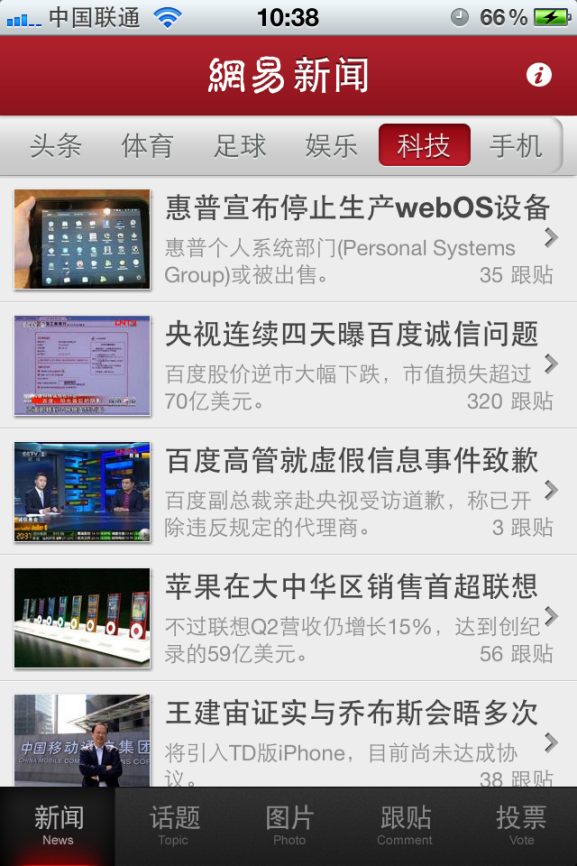 中国联通 10:38 66%
網易新闻
头条 体育 足球 娱乐 科技 手机
惠普宣布停止生产webOS设备
惠普个人系统部门(Personal Systems
Group)或被出售。 35 跟贴
央视连续四天曝百度诚信问题
百度股价逆市大幅下跌，市值损失超过
70亿美元。 320 跟贴
百度高管就虚假信息事件致歉
百度副总裁亲赴央视受访道歉，称已开
除违反规定的代理商。 3 跟贴
苹果在大中华区销售首超联想
不过联想Q2营收仍增长15%，达到创纪
录的59亿美元。 56 跟贴
王建宙证实与乔布斯会晤多次
中国移动通信集团
将引入TD版iPhone，目前尚未达成协
议。 38 跟贴
新闻 话题 图片 跟贴 投票
News Topic Photo Comment Vote